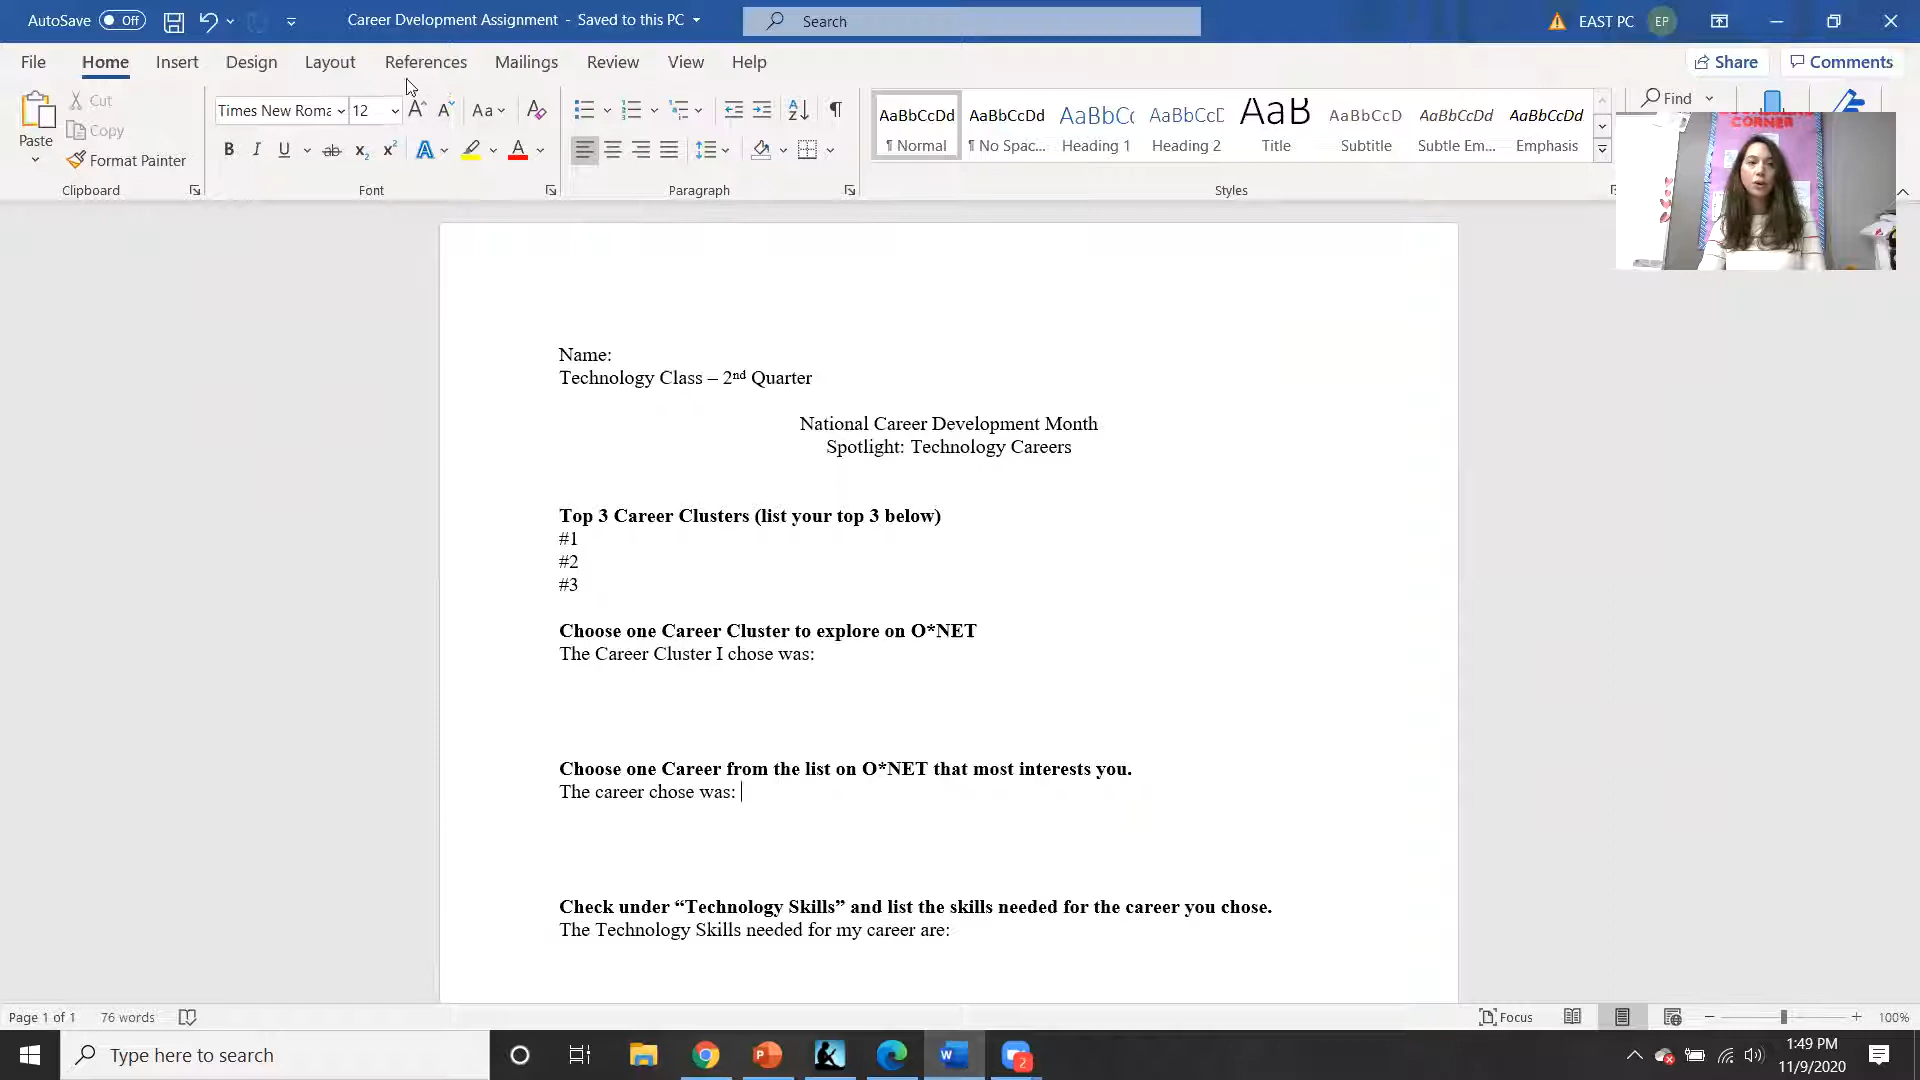 AutoSave Off
Career Dvelopment Assignment - Saved to this PC
Search
EAST PC EP
File Home Insert Design Layout References Mailings Review View Help
Share Comments
Paste
Cut
Copy
Format Painter
Clipboard
Times New Roma 12
Font
Paragraph
AaBbCcDd AaBbCcDd AaBbCc AaBbCcD AaB AaBbCcD AaBbCcDd AaBbCcDd
¶ Normal ¶ No Spac... Heading 1 Heading 2 Title Subtitle Subtle Em... Emphasis
Styles
Find
CORNER
Name:
Technology Class – 2nd Quarter
National Career Development Month
Spotlight: Technology Careers
Top 3 Career Clusters (list your top 3 below)
#1
#2
#3
Choose one Career Cluster to explore on O*NET
The Career Cluster I chose was:
Choose one Career from the list on O*NET that most interests you.
The career chose was:
Check under “Technology Skills” and list the skills needed for the career you chose.
The Technology Skills needed for my career are:
Page 1 of 1 76 words
Focus 100%
Type here to search
2
1:49 PM
11/9/2020